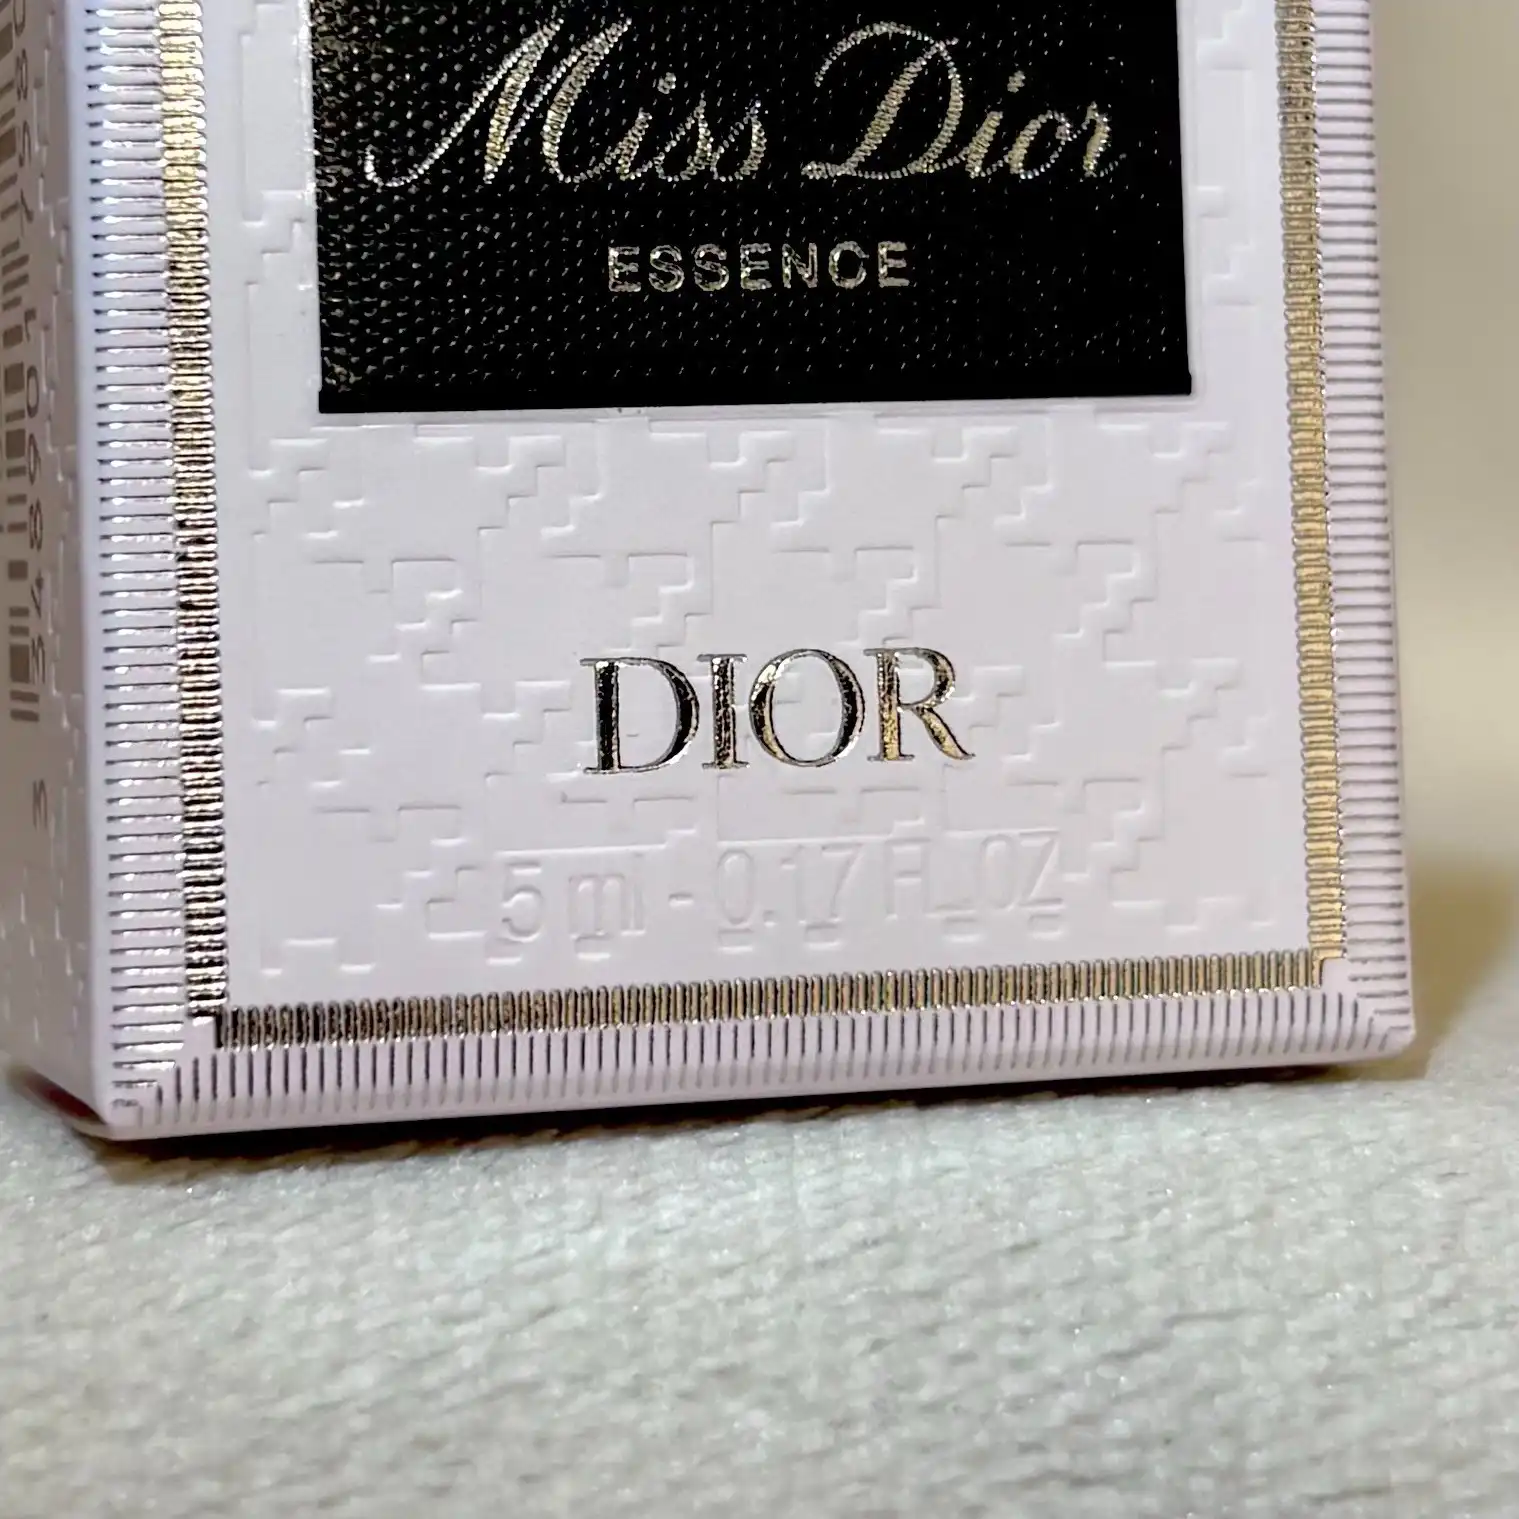 Miss Dior
ESSENCE
DIOR
5 ml - 0.17 FL.OZ